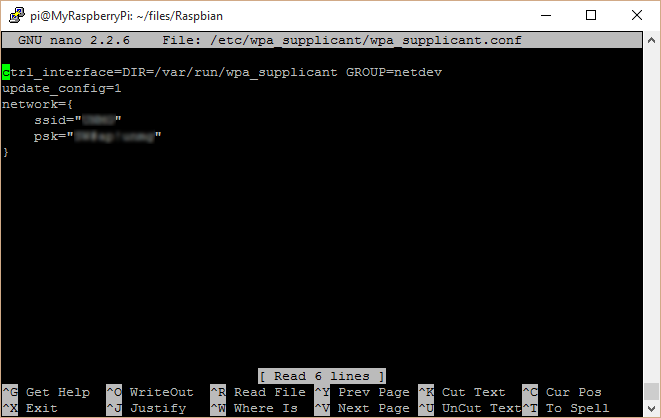 pi@MyRaspberryPi: ~/files/Raspbian
GNU nano 2.2.6 File: /etc/wpa_supplicant/wpa_supplicant.conf
ctrl_interface=DIR=/var/run/wpa_supplicant GROUP=netdev
update_config=1
network={
ssid=""
psk=""
}
[ Read 6 lines ]
^G Get Help ^O WriteOut ^R Read File ^Y Prev Page ^K Cut Text ^C Cur Pos
^X Exit ^J Justify ^W Where Is ^V Next Page ^U UnCut Text ^T To Spell